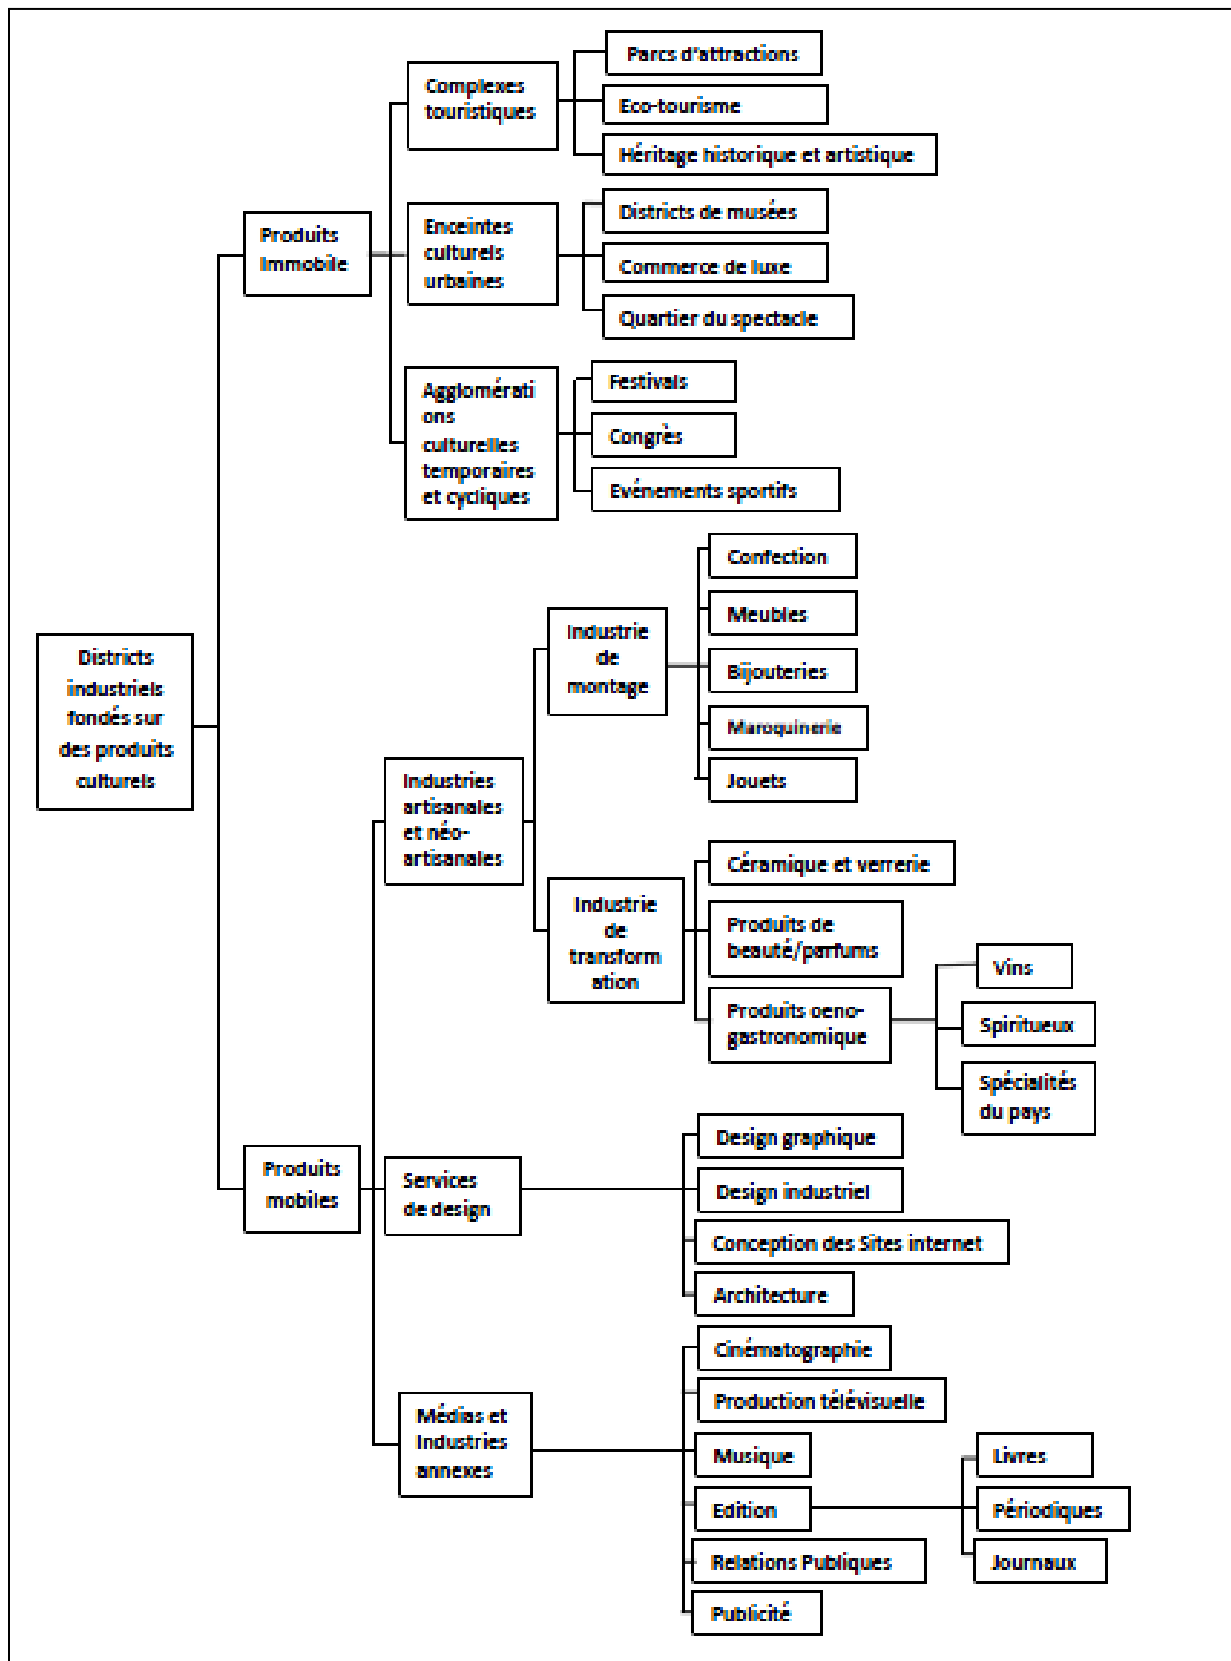 Parcs d'attractions
Complexes
touristiques
Eco-tourisme
Héritage historique et artistique
Produits
Immobile
Enceintes
culturels
urbaines
Districts de musées
Commerce de luxe
Quartier du spectacle
Agglomérati
ons
culturelles
temporaires
et cycliques
Festivals
Congrès
Evénements sportifs
Districts
industriels
fondés sur
des produits
culturels
Industries
artisanales
et néo-
artisanales
Industrie
de
montage
Confection
Meubles
Bijouteries
Maroquinerie
Jouets
Industrie
de
transform
ation
Céramique et verrerie
Produits de
beauté/parfums
Produits oeno-
gastronomique
Vins
Spiritueux
Spécialités
du pays
Produits
mobiles
Services
de design
Design graphique
Design industriel
Conception des Sites internet
Architecture
Médias et
Industries
annexes
Cinématographie
Production télévisuelle
Musique
Edition
Livres
Périodiques
Journaux
Relations Publiques
Publicité